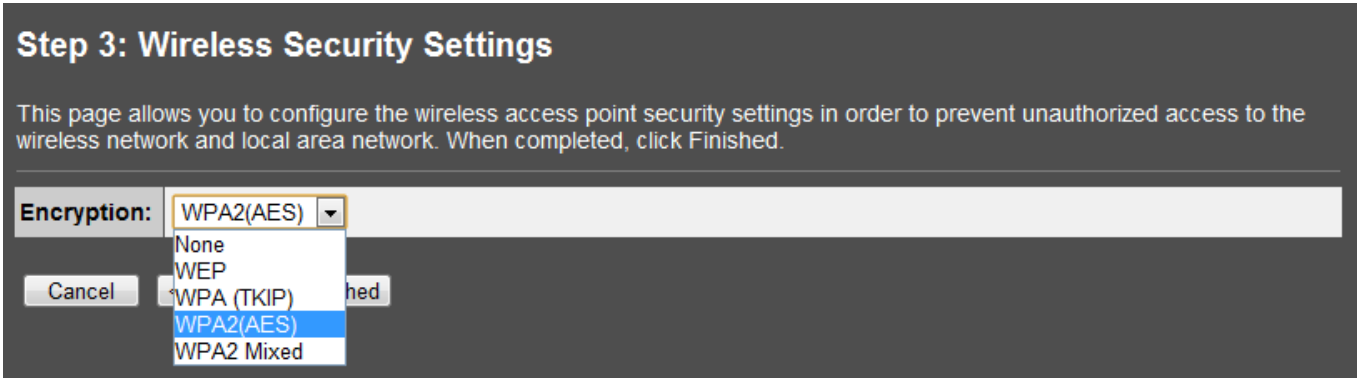 Step 3: Wireless Security Settings
This page allows you to configure the wireless access point security settings in order to prevent unauthorized access to the
wireless network and local area network. When completed, click Finished.
Encryption: WPA2(AES)
None
WEP
WPA (TKIP)
WPA2(AES)
WPA2 Mixed
Cancel
hed